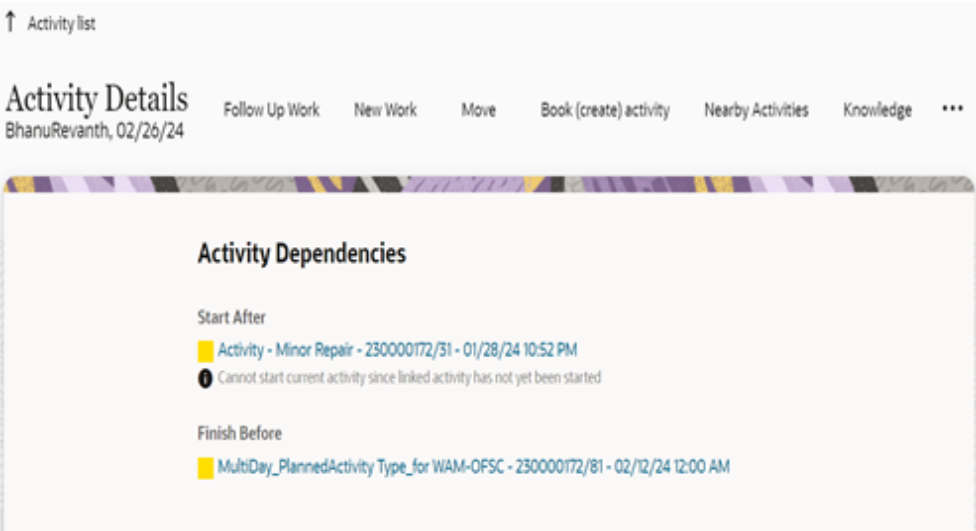 ↑ Activity list
Activity Details
BhanuRevanth, 02/26/24
Follow Up Work New Work Move Book (create) activity Nearby Activities Knowledge •••
Activity Dependencies
Start After
Activity - Minor Repair - 230000172/31 - 01/28/24 10:52 PM
Cannot start current activity since linked activity has not yet been started
Finish Before
MultiDay_PlannedActivity Type_for WAM-OFSC - 230000172/81 - 02/12/24 12:00 AM